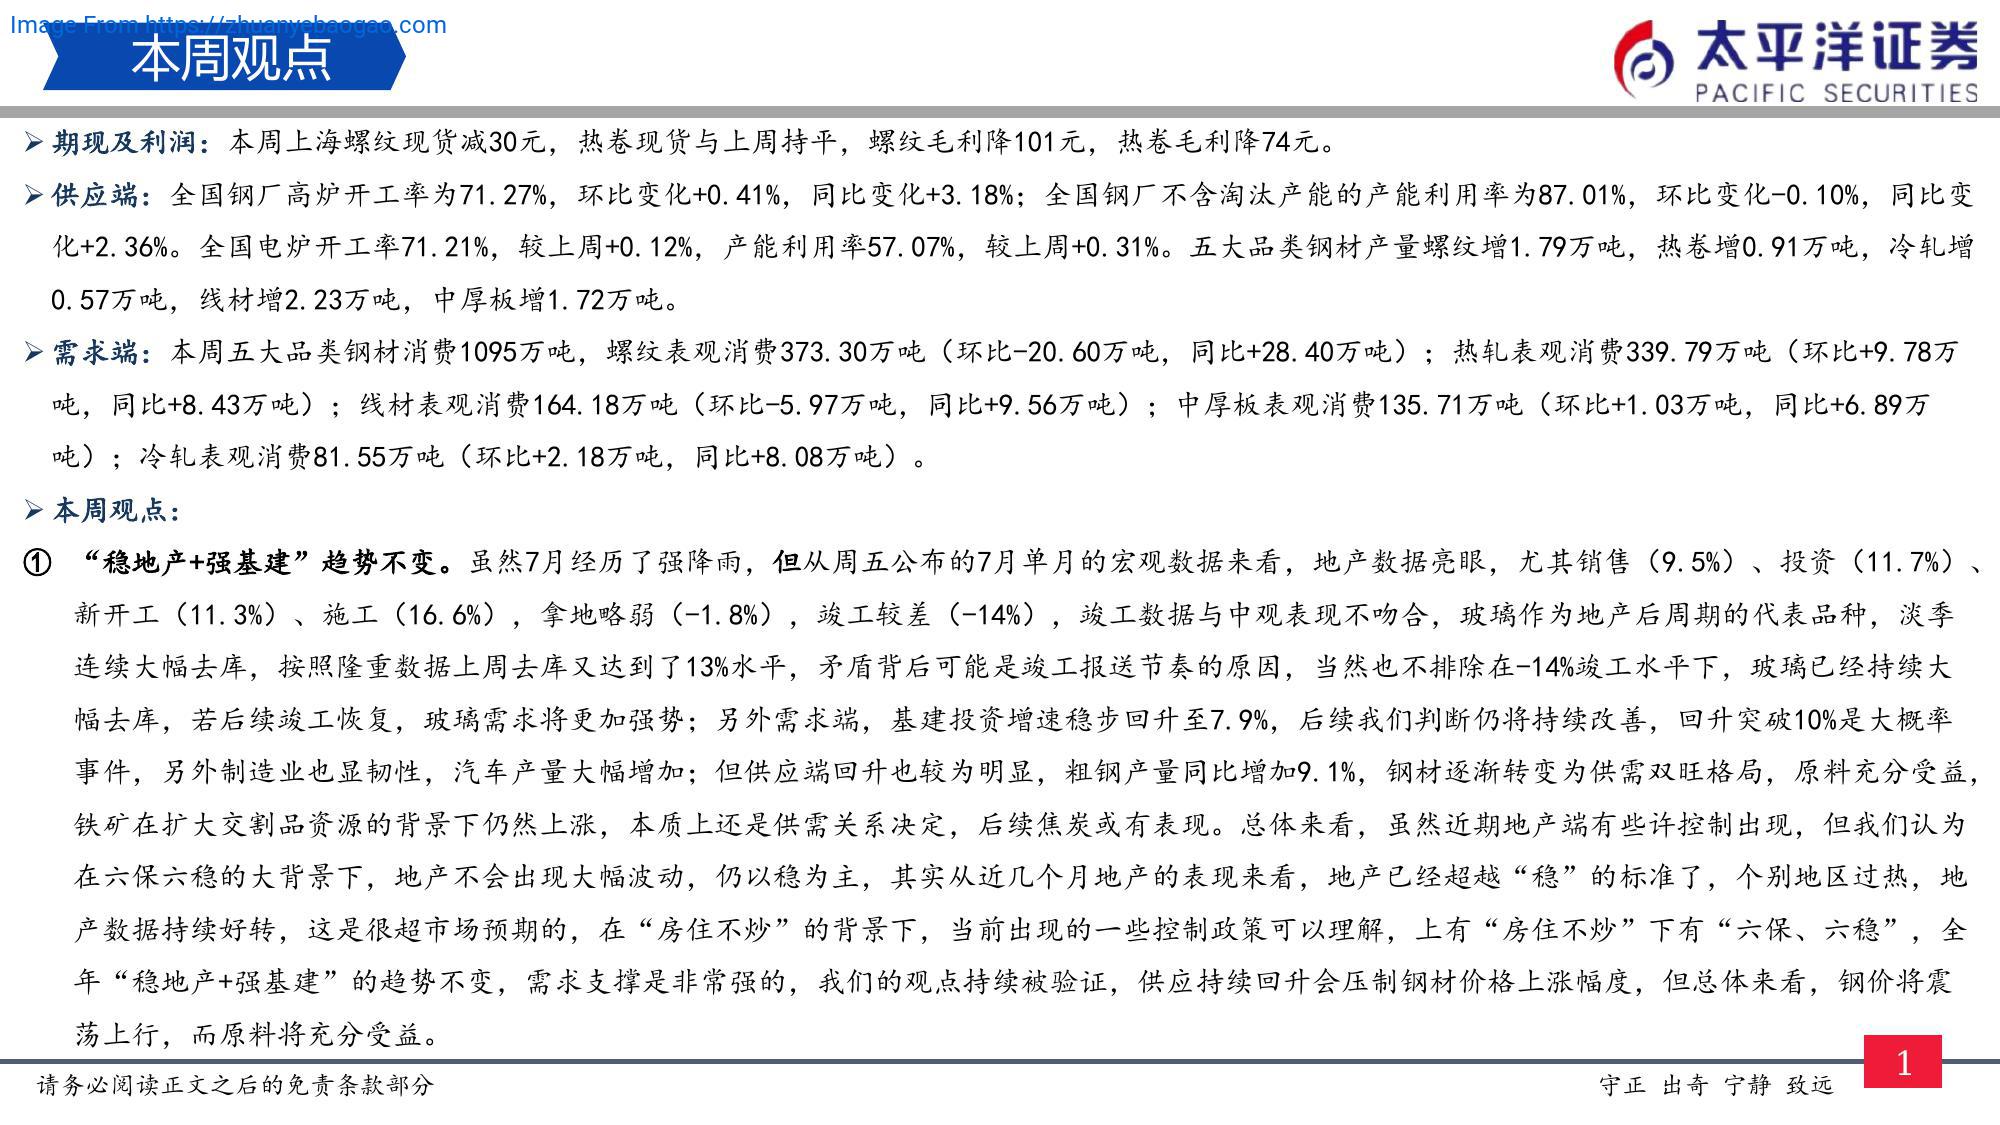 Image From https://zhuanyebaogao.com
本周观点
太平洋证券
PACIFIC SECURITIES
➢ 期现及利润：本周上海螺纹现货减30元，热卷现货与上周持平，螺纹毛利降101元，热卷毛利降74元。
➢ 供应端：全国钢厂高炉开工率为71.27%，环比变化+0.41%，同比变化+3.18%；全国钢厂不含淘汰产能的产能利用率为87.01%，环比变化-0.10%，同比变
化+2.36%。全国电炉开工率71.21%，较上周+0.12%，产能利用率57.07%，较上周+0.31%。五大品类钢材产量螺纹增1.79万吨，热卷增0.91万吨，冷轧增
0.57万吨，线材增2.23万吨，中厚板增1.72万吨。
➢ 需求端：本周五大品类钢材消费1095万吨，螺纹表观消费373.30万吨（环比-20.60万吨，同比+28.40万吨）；热轧表观消费339.79万吨（环比+9.78万
吨，同比+8.43万吨）；线材表观消费164.18万吨（环比-5.97万吨，同比+9.56万吨）；中厚板表观消费135.71万吨（环比+1.03万吨，同比+6.89万
吨）；冷轧表观消费81.55万吨（环比+2.18万吨，同比+8.08万吨）。
➢ 本周观点：
① “稳地产+强基建”趋势不变。虽然7月经历了强降雨，但从周五公布的7月单月的宏观数据来看，地产数据亮眼，尤其销售（9.5%）、投资（11.7%）、
新开工（11.3%）、施工（16.6%），拿地略弱（-1.8%），竣工较差（-14%），竣工数据与中观表现不吻合，玻璃作为地产后周期的代表品种，淡季
连续大幅去库，按照隆重数据上周去库又达到了13%水平，矛盾背后可能是竣工报送节奏的原因，当然也不排除在-14%竣工水平下，玻璃已经持续大
幅去库，若后续竣工恢复，玻璃需求将更加强势；另外需求端，基建投资增速稳步回升至7.9%，后续我们判断仍将持续改善，回升突破10%是大概率
事件，另外制造业也显韧性，汽车产量大幅增加；但供应端回升也较为明显，粗钢产量同比增加9.1%，钢材逐渐转变为供需双旺格局，原料充分受益，
铁矿在扩大交割品资源的背景下仍然上涨，本质上还是供需关系决定，后续焦炭或有表现。总体来看，虽然近期地产端有些许控制出现，但我们认为
在六保六稳的大背景下，地产不会出现大幅波动，仍以稳为主，其实从近几个月地产的表现来看，地产已经超越“稳”的标准了，个别地区过热，地
产数据持续好转，这是很超市场预期的，在“房住不炒”的背景下，当前出现的一些控制政策可以理解，上有“房住不炒”下有“六保、六稳”，全
年“稳地产+强基建”的趋势不变，需求支撑是非常强的，我们的观点持续被验证，供应持续回升会压制钢材价格上涨幅度，但总体来看，钢价将震
荡上行，而原料将充分受益。
请务必阅读正文之后的免责条款部分
守正 出奇 宁静 致远
1